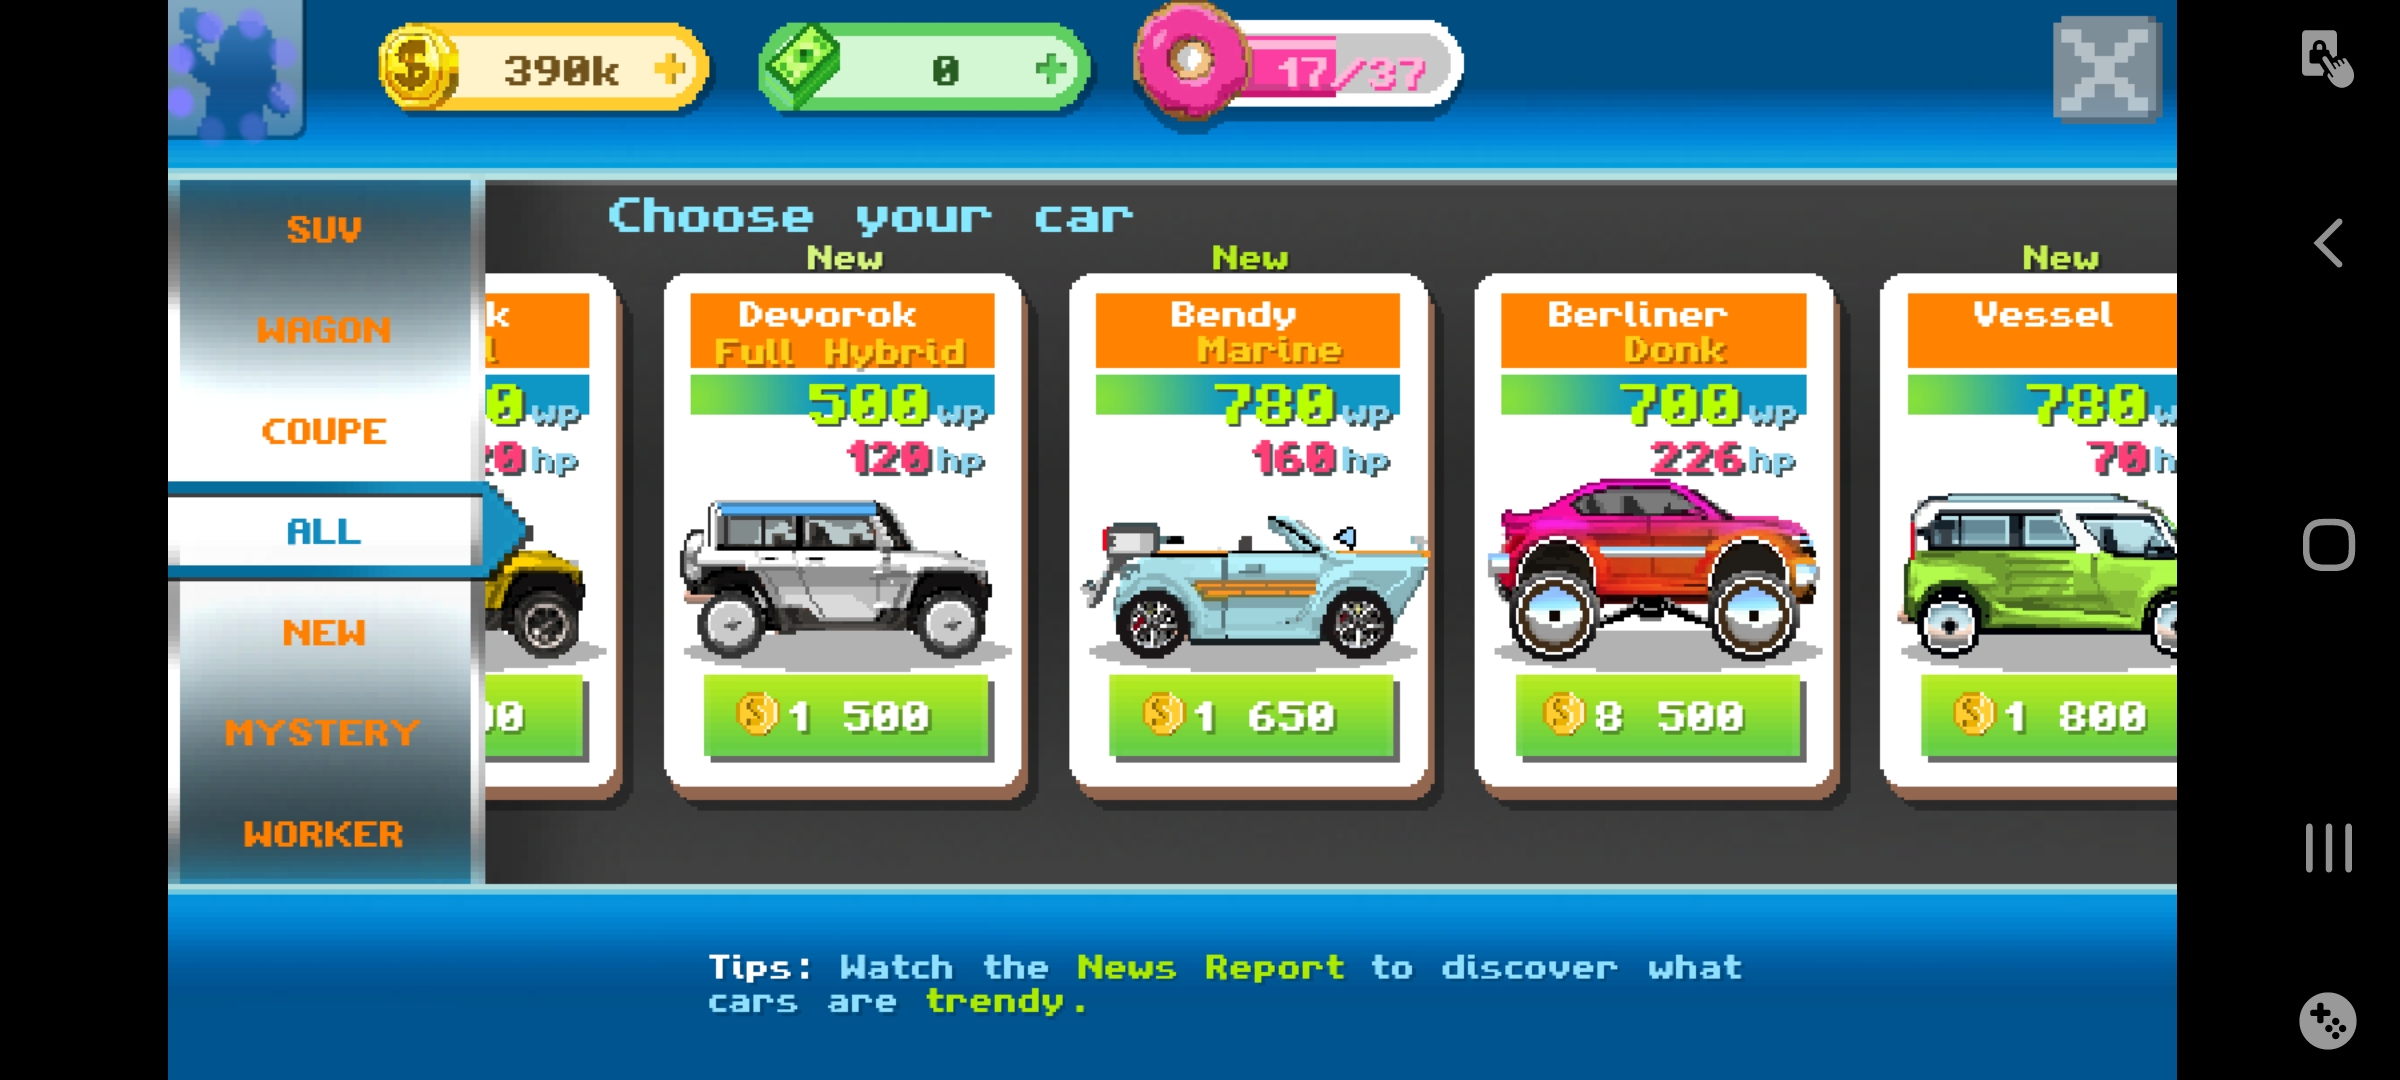 390k
0
17/37
SUV
WAGON
COUPE
ALL
NEW
MYSTERY
WORKER
Choose your car
New
Devorok
Full Hybrid
500 wp
120 hp
1 500
New
Bendy
Marine
780 wp
160 hp
1 650
Berliner
Donk
700 wp
226 hp
8 500
New
Vessel
780 w
70 h
1 800
Tips: Watch the News Report to discover what
cars are trendy.